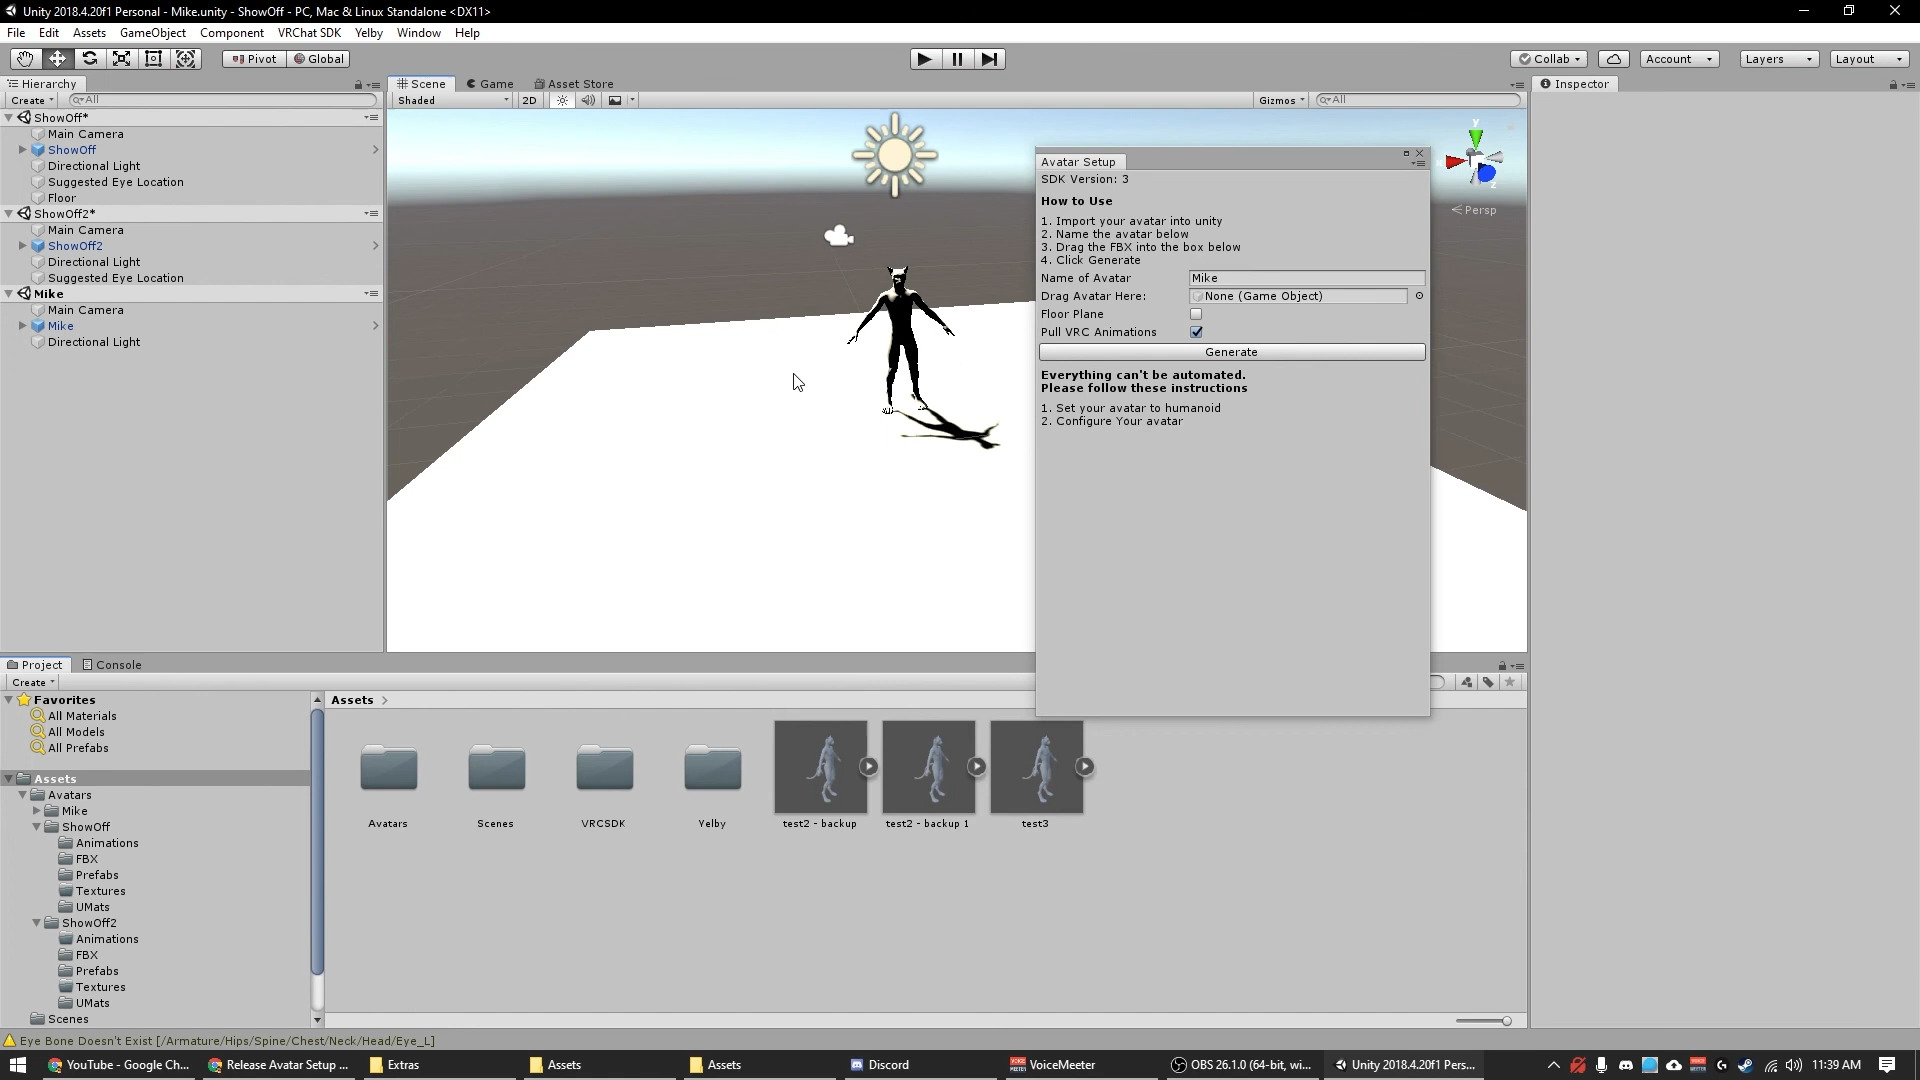 Unity 2018.4.20f1 Personal - Mike.unity - ShowOff - PC, Mac & Linux Standalone <DX11>
File Edit Assets GameObject Component VRChat SDK Yelby Window Help
Pivot Global
Collab Account Layers Layout
Hierarchy
Create All
ShowOff*
Main Camera
ShowOff
Directional Light
Suggested Eye Location
Floor
ShowOff2*
Main Camera
ShowOff2
Directional Light
Suggested Eye Location
Mike
Main Camera
Mike
Directional Light
Scene Game Asset Store
Shaded 2D Gizmos All
y
z
Persp
Inspector
Avatar Setup
SDK Version: 3
How to Use
1. Import your avatar into unity
2. Name the avatar below
3. Drag the FBX into the box below
4. Click Generate
Name of Avatar Mike
Drag Avatar Here: None (Game Object)
Floor Plane
Pull VRC Animations
Generate
Everything can't be automated.
Please follow these instructions
1. Set your avatar to humanoid
2. Configure Your avatar
Project Console
Create
Favorites
All Materials
All Models
All Prefabs
Assets
Avatars
Mike
ShowOff
Animations
FBX
Prefabs
Textures
UMats
ShowOff2
Animations
FBX
Prefabs
Textures
UMats
Scenes
Assets
Avatars Scenes VRCSDK Yelby test2 - backup test2 - backup 1 test3
Eye Bone Doesn't Exist [/Armature/Hips/Spine/Chest/Neck/Head/Eye_L]
YouTube - Google Ch... Release Avatar Setup ... Extras Assets Assets Discord VoiceMeeter OBS 26.1.0 (64-bit, wi... Unity 2018.4.20f1 Pers... 11:39 AM